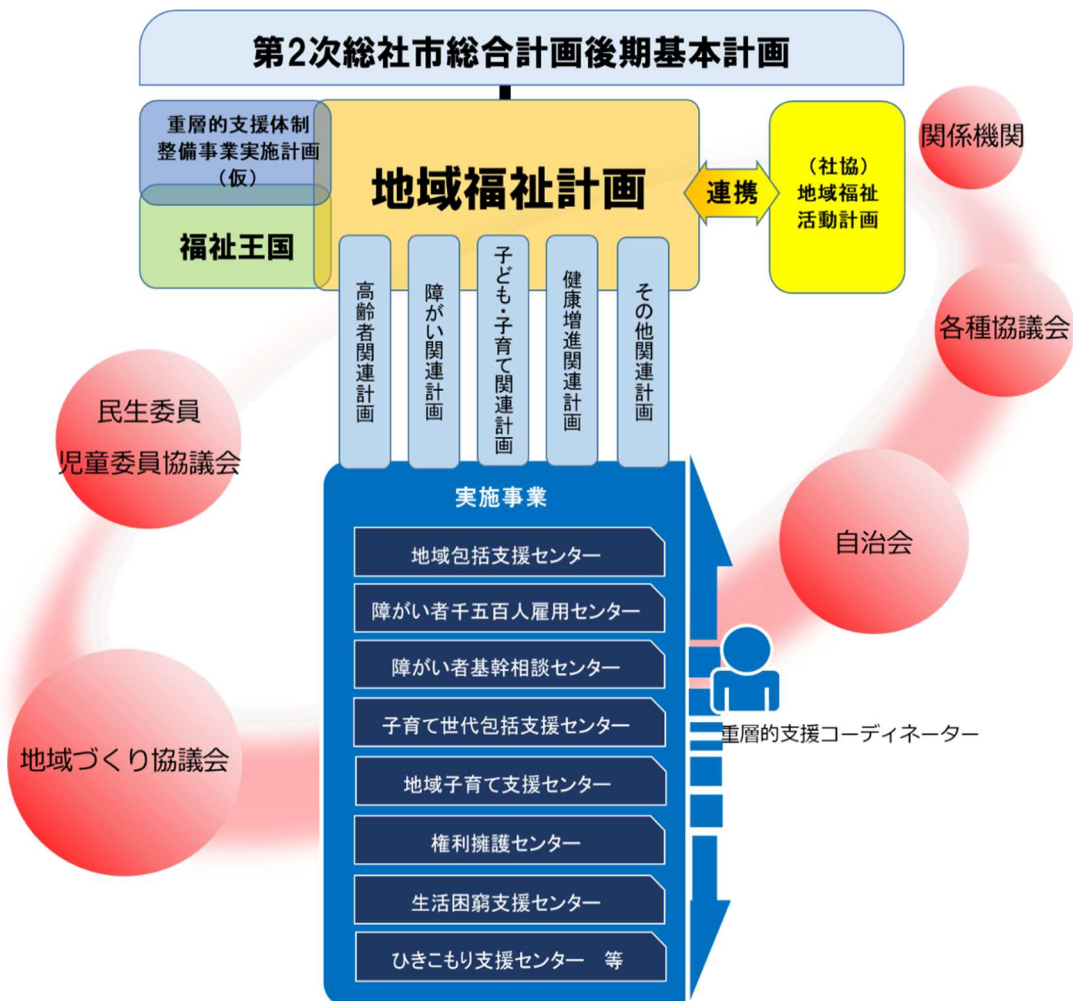 第2次総社市総合計画後期基本計画
重層的支援体制
整備事業実施計画
（仮）
福祉王国
地域福祉計画
連携
（社協）
地域福祉
活動計画
関係機関
各種協議会
自治会
高齢者関連計画
障がい関連計画
子ども・子育て関連計画
健康増進関連計画
その他関連計画
民生委員
児童委員協議会
地域づくり協議会
実施事業
地域包括支援センター
障がい者千五百人雇用センター
障がい者基幹相談センター
子育て世代包括支援センター
地域子育て支援センター
権利擁護センター
生活困窮支援センター
ひきこもり支援センター　等
重層的支援コーディネーター